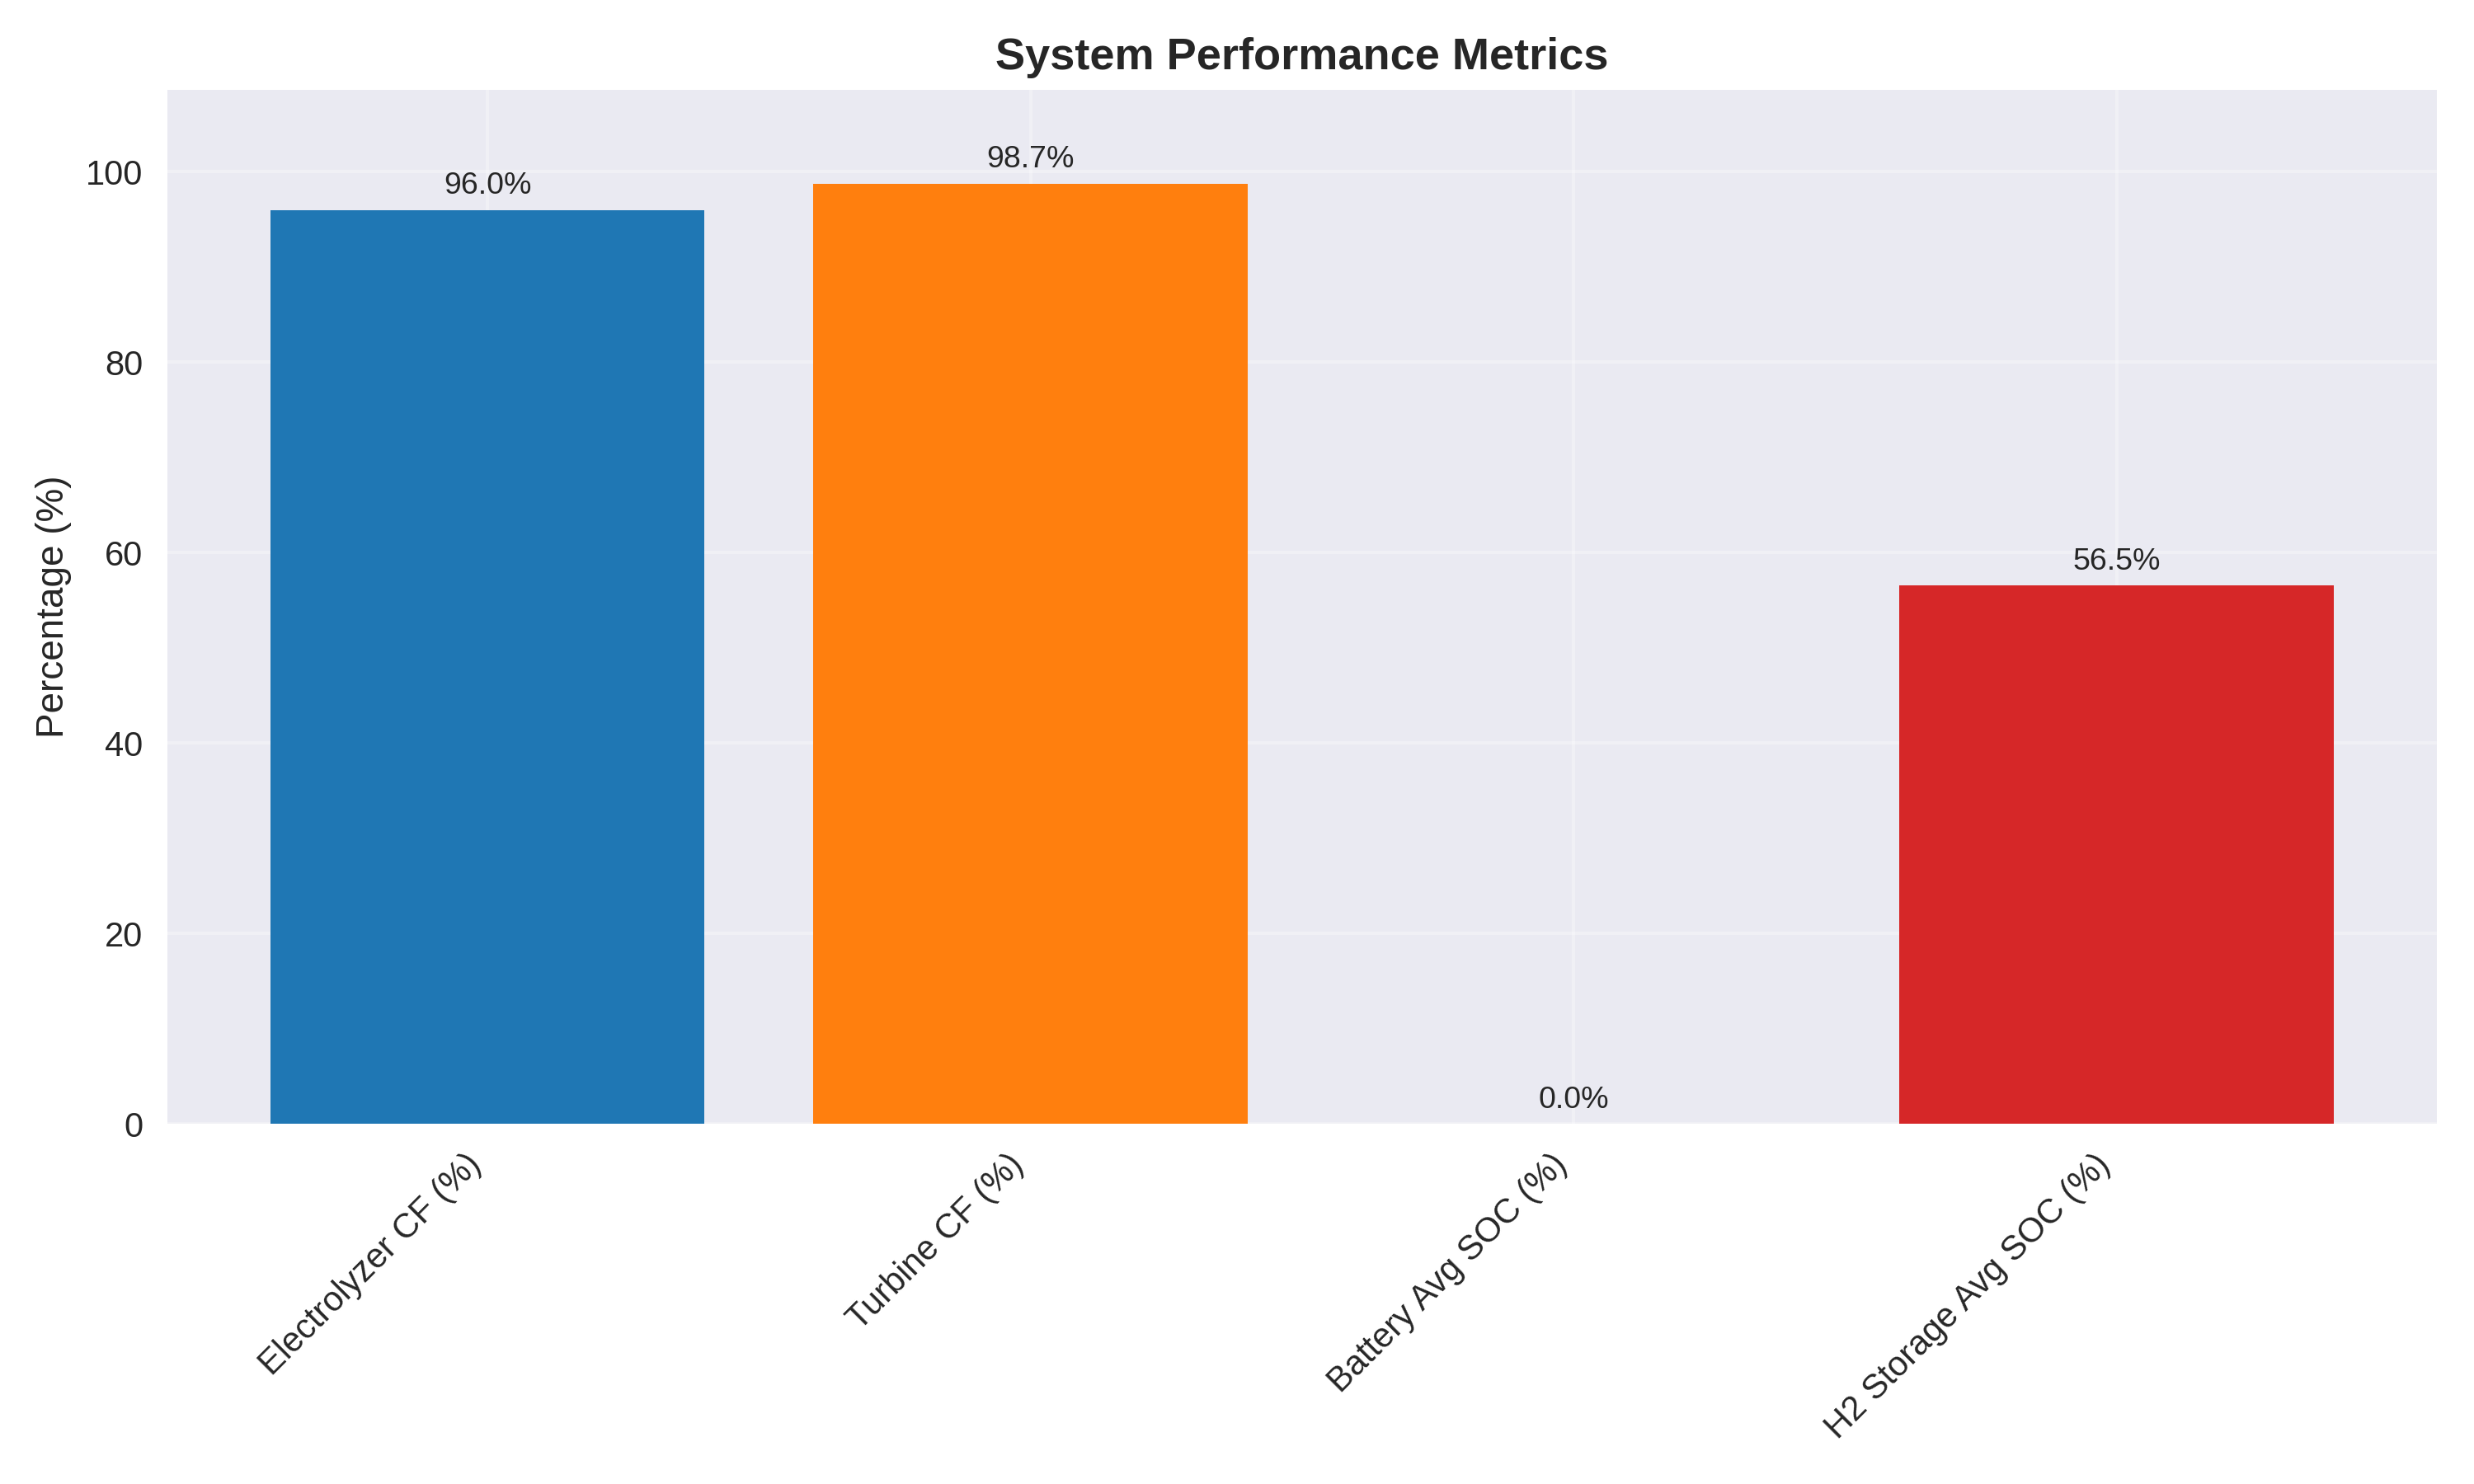 System Performance Metrics
Percentage (%)
100
80
60
40
20
0
96.0%
98.7%
0.0%
56.5%
Electrolyzer CF (%)
Turbine CF (%)
Battery Avg SOC (%)
H2 Storage Avg SOC (%)